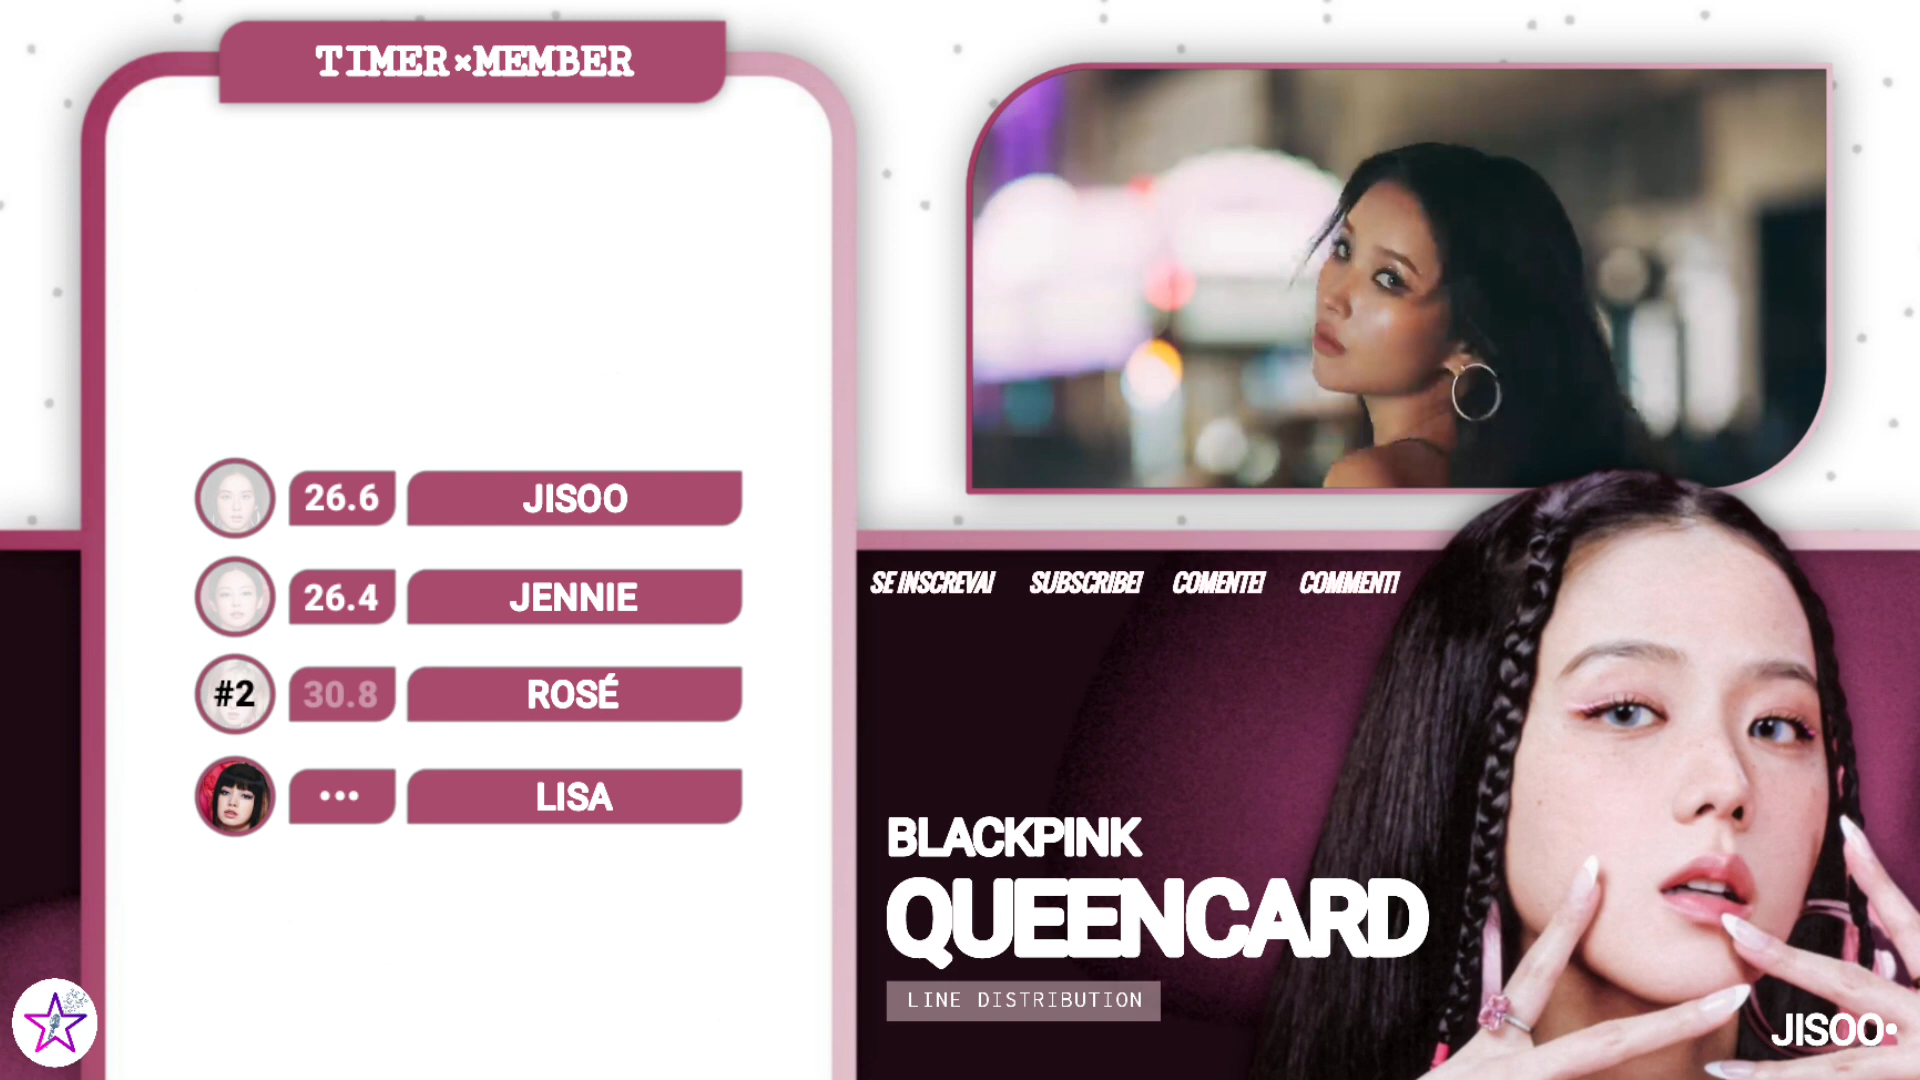 TIMER×MEMBER
26.6 JISOO
26.4 JENNIE
#2 30.8 ROSÉ
••• LISA
SE INSCREVA! SUBSCRIBE! COMENTE! COMMENT!
BLACKPINK
QUEENCARD
LINE DISTRIBUTION
JISOO•